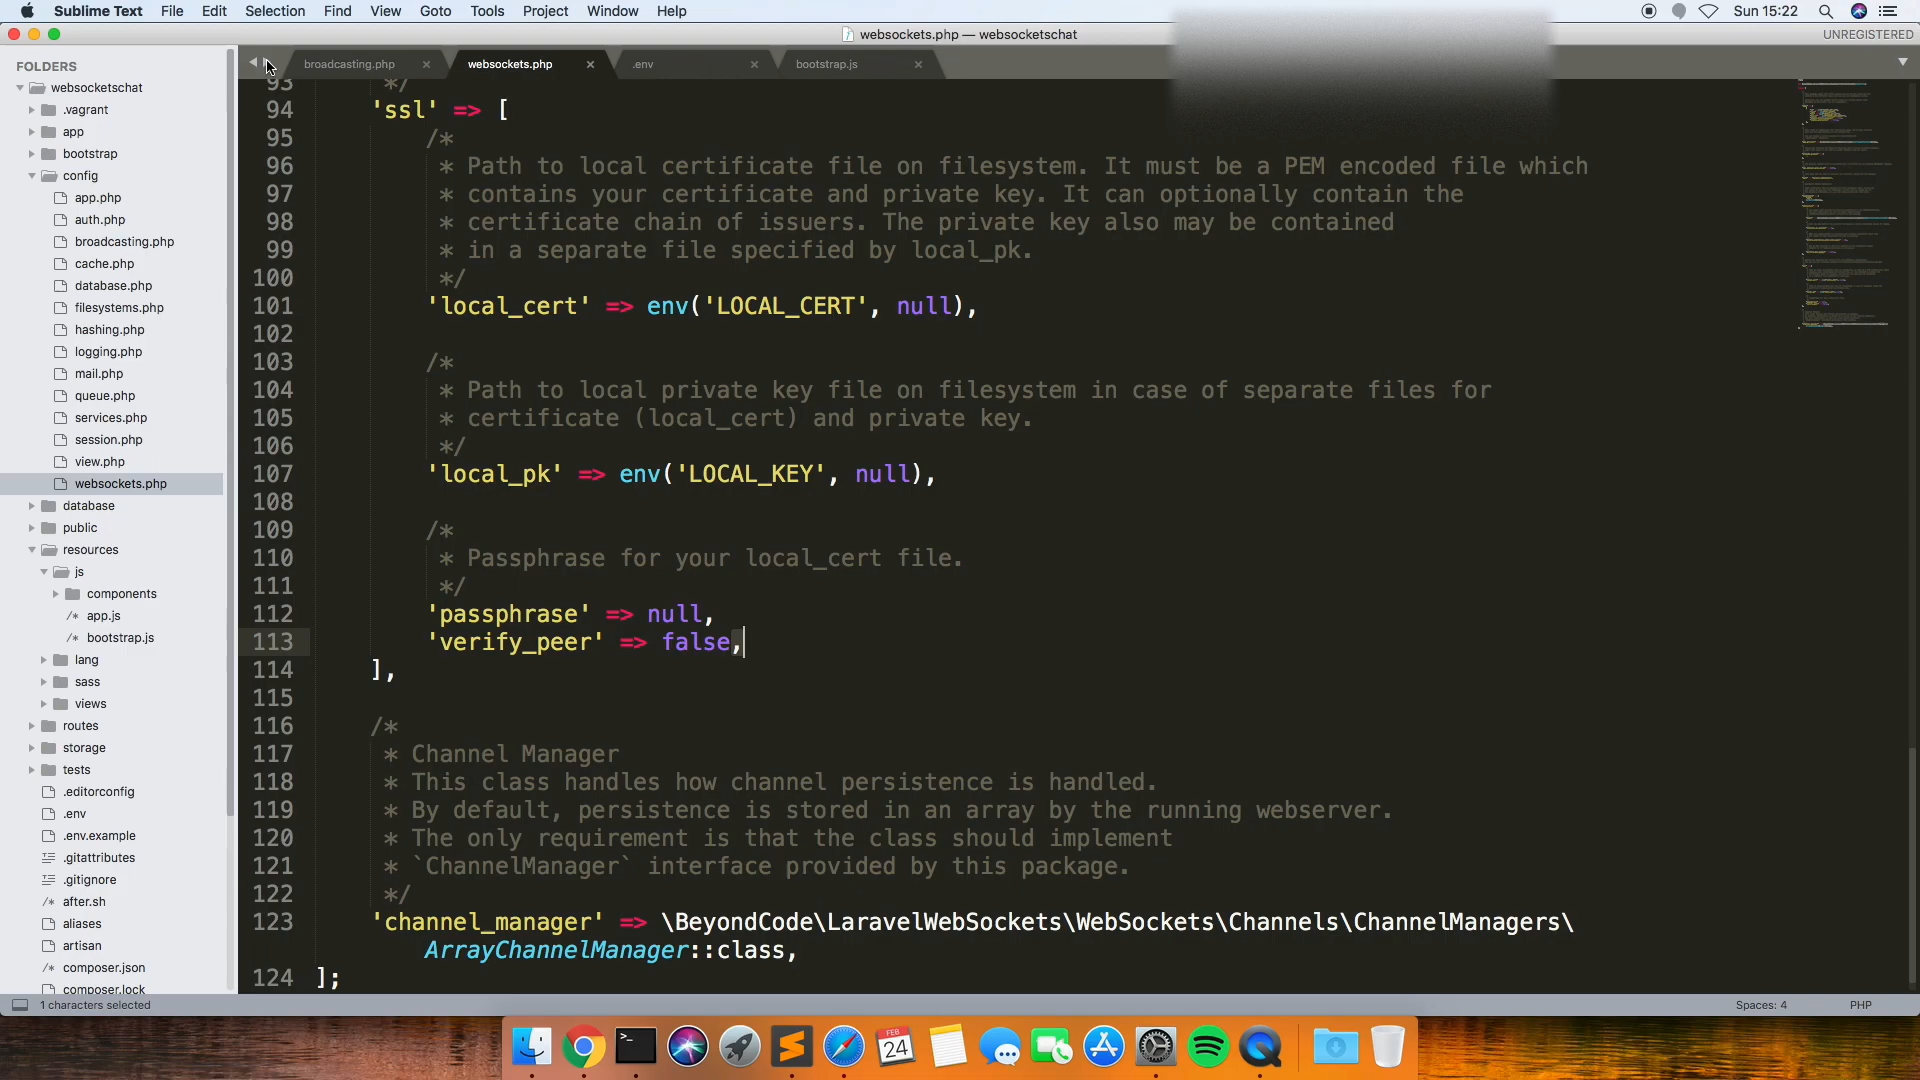 Sublime Text File Edit Selection Find View Goto Tools Project Window Help Sun 15:22
websockets.php — websocketschat UNREGISTERED
FOLDERS
websocketschat
.vagrant
app
bootstrap
config
app.php
auth.php
broadcasting.php
cache.php
database.php
filesystems.php
hashing.php
logging.php
mail.php
queue.php
services.php
session.php
view.php
websockets.php
database
public
resources
js
components
/* app.js
/* bootstrap.js
lang
sass
views
routes
storage
tests
.editorconfig
.env
.env.example
.gitattributes
.gitignore
/* after.sh
aliases
artisan
/* composer.json
composer.lock
broadcasting.php × websockets.php × .env × bootstrap.js ×
93 */
94 'ssl' => [
95 /*
96 * Path to local certificate file on filesystem. It must be a PEM encoded file which
97 * contains your certificate and private key. It can optionally contain the
98 * certificate chain of issuers. The private key also may be contained
99 * in a separate file specified by local_pk.
100 */
101 'local_cert' => env('LOCAL_CERT', null),
102
103 /*
104 * Path to local private key file on filesystem in case of separate files for
105 * certificate (local_cert) and private key.
106 */
107 'local_pk' => env('LOCAL_KEY', null),
108
109 /*
110 * Passphrase for your local_cert file.
111 */
112 'passphrase' => null,
113 'verify_peer' => false,
114 ],
115
116 /*
117 * Channel Manager
118 * This class handles how channel persistence is handled.
119 * By default, persistence is stored in an array by the running webserver.
120 * The only requirement is that the class should implement
121 * `ChannelManager` interface provided by this package.
122 */
123 'channel_manager' => \BeyondCode\LaravelWebSockets\WebSockets\Channels\ChannelManagers\
ArrayChannelManager::class,
124 ];
1 characters selected Spaces: 4 PHP
FEB
24